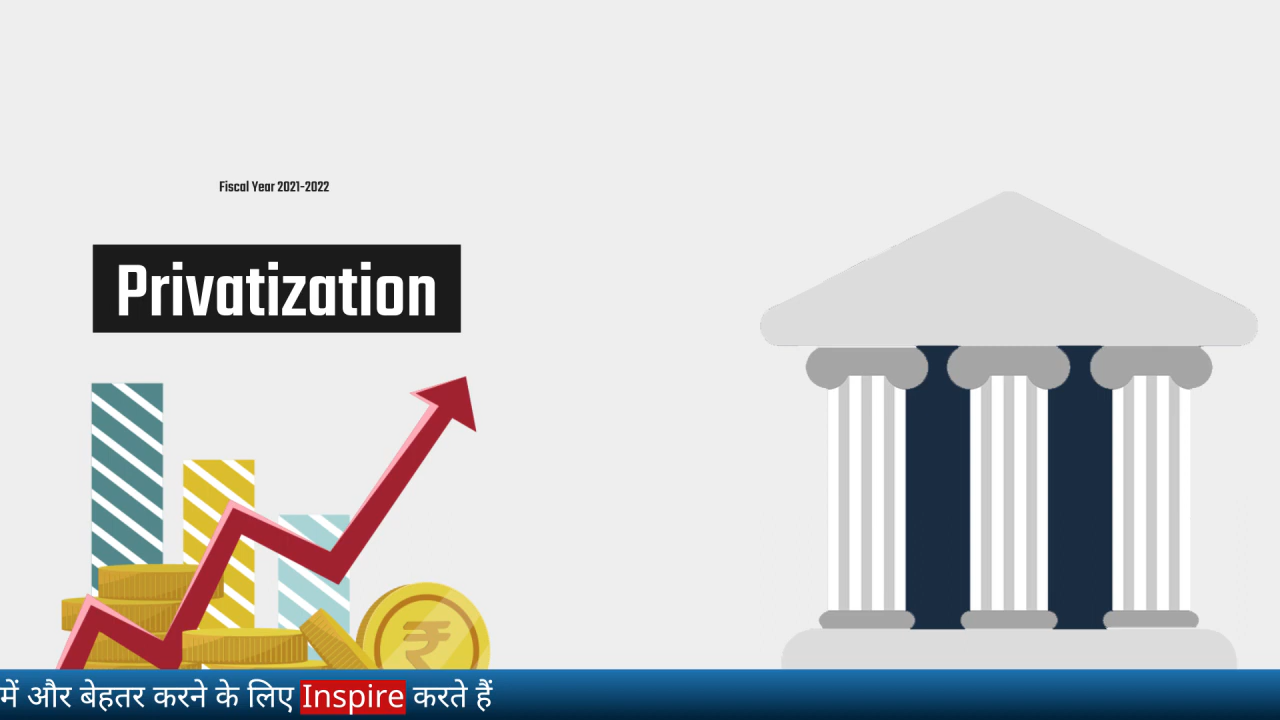 Fiscal Year 2021-2022
Privatization
₹
में और बेहतर करने के लिए Inspire करते हैं